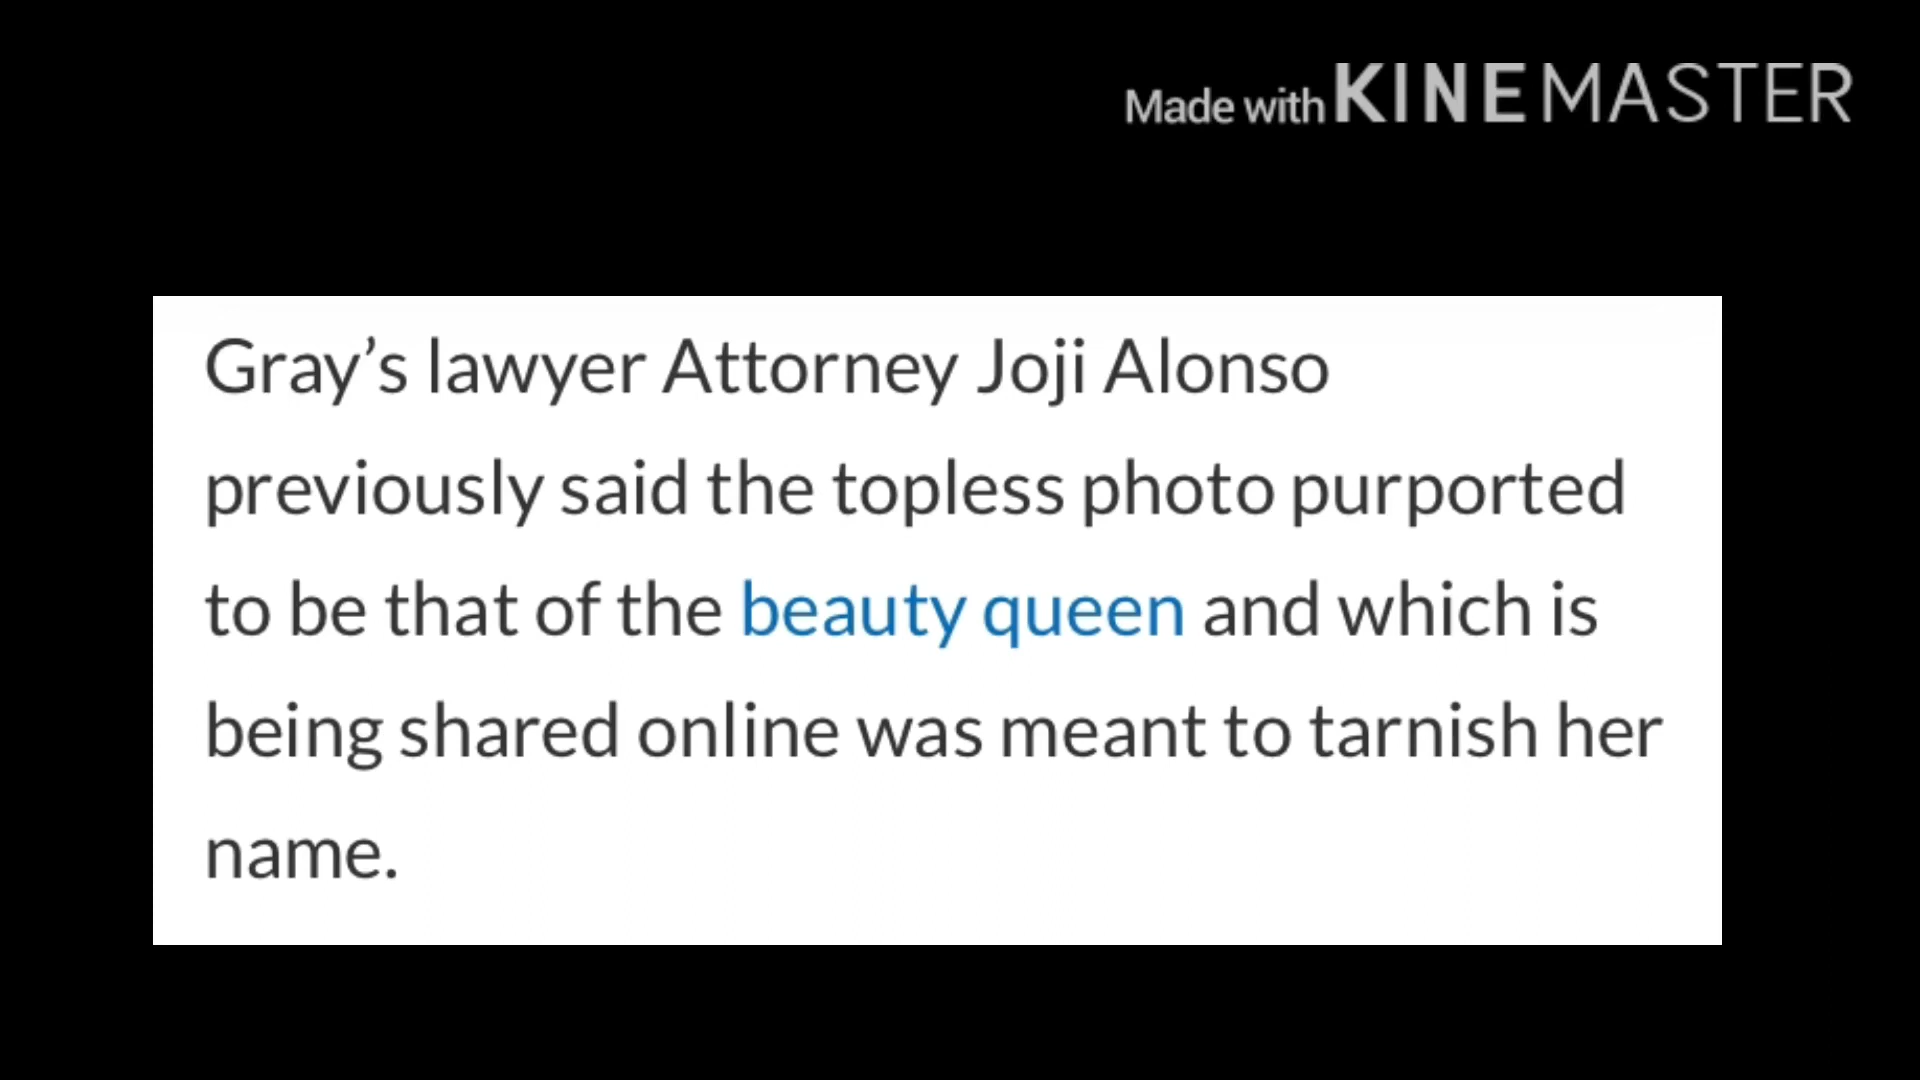 Made with KINEMASTER
Gray’s lawyer Attorney Joji Alonso
previously said the topless photo purported
to be that of the beauty queen and which is
being shared online was meant to tarnish her
name.